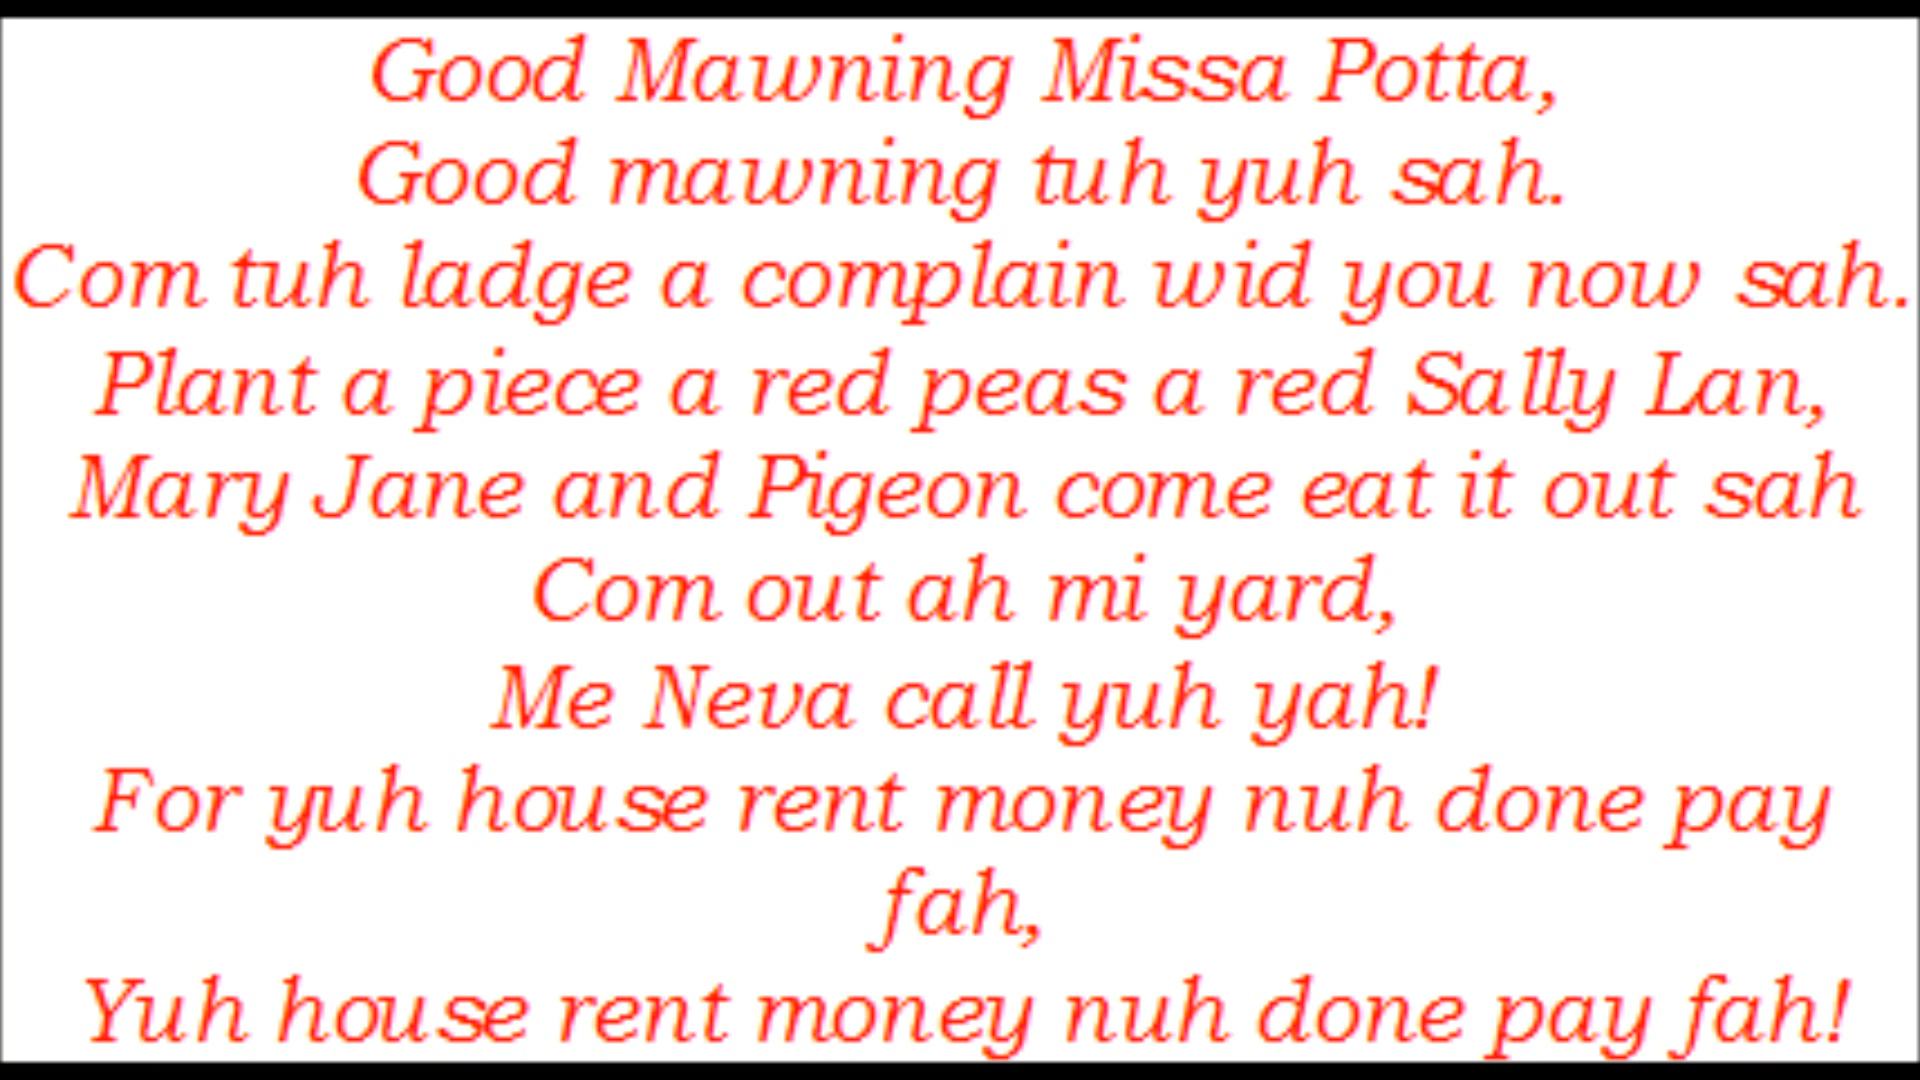 Good Mawning Missa Potta,
Good mawning tuh yuh sah.
Com tuh ladge a complain wid you now sah.
Plant a piece a red peas a red Sally Lan,
Mary Jane and Pigeon come eat it out sah
Com out ah mi yard,
Me Neva call yuh yah!
For yuh house rent money nuh done pay
fah,
Yuh house rent money nuh done pay fah!